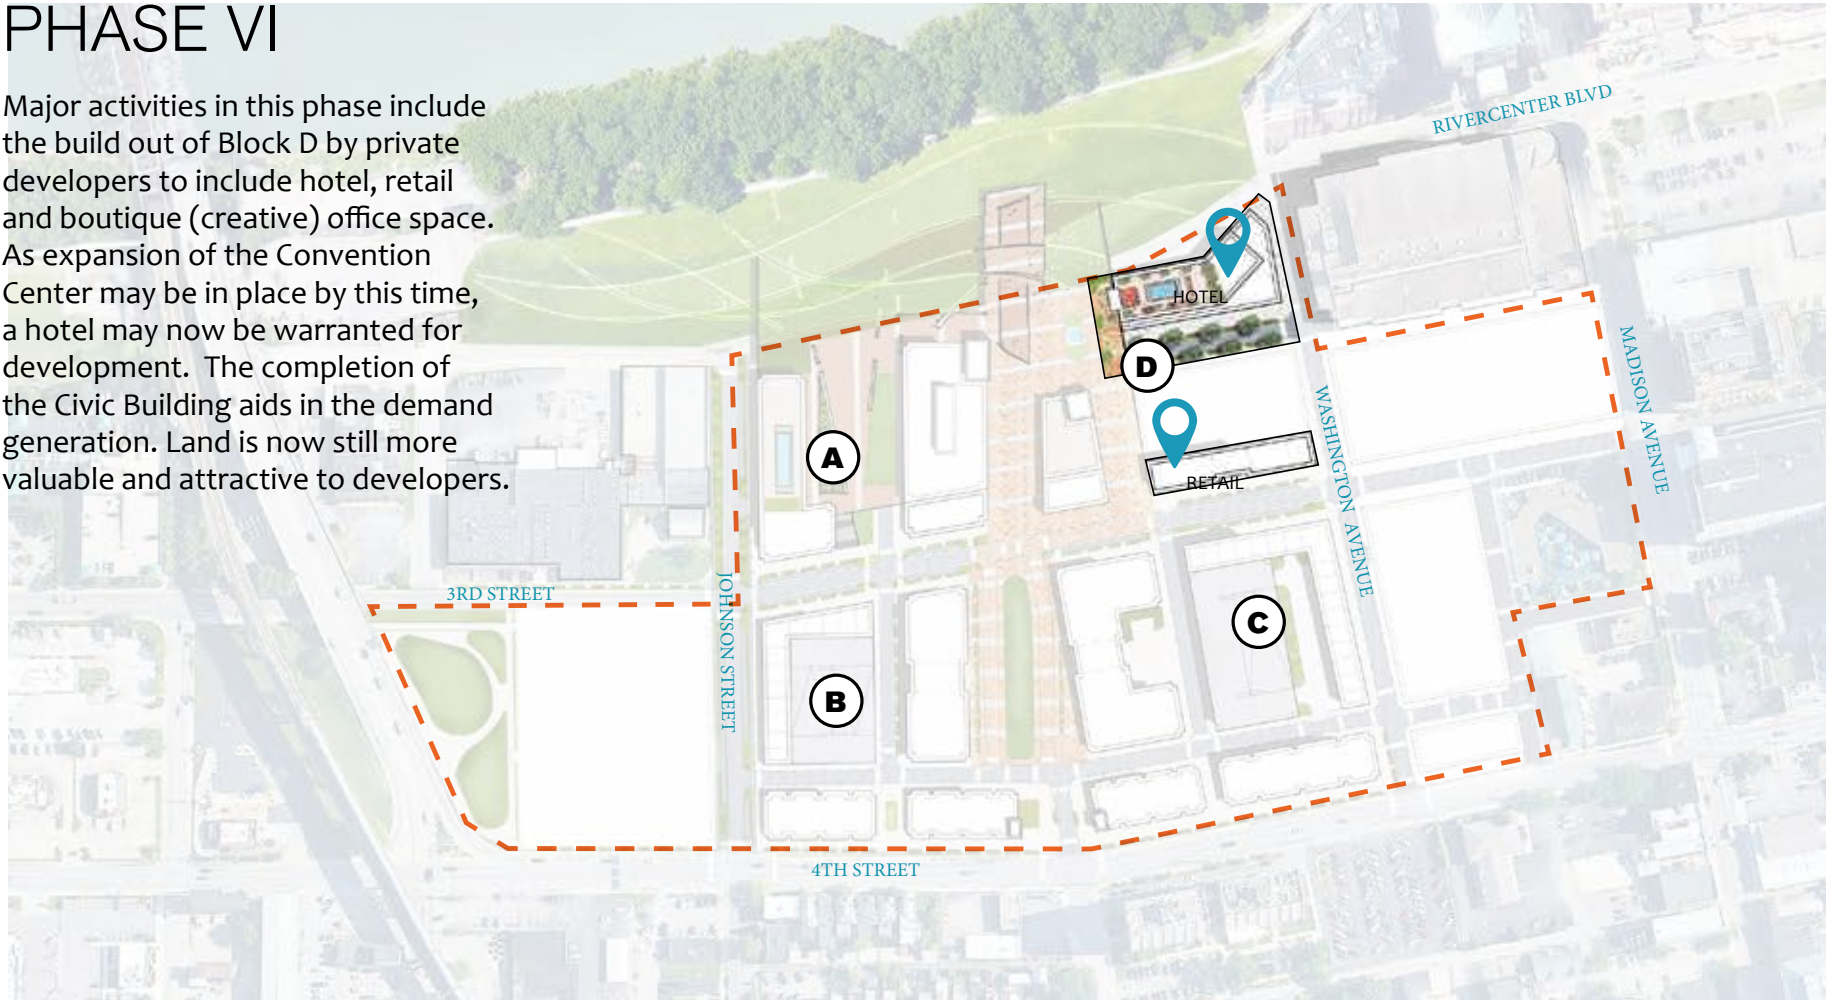 PHASE VI
Major activities in this phase include
the build out of Block D by private
developers to include hotel, retail
and boutique (creative) office space.
As expansion of the Convention
Center may be in place by this time,
a hotel may now be warranted for
development.  The completion of
the Civic Building aids in the demand
generation. Land is now still more
valuable and attractive to developers.
RIVERCENTER BLVD
HOTEL
D
MADISON AVENUE
WASHINGTON AVENUE
A
RETAIL
3RD STREET
JOHNSON STREET
C
B
4TH STREET